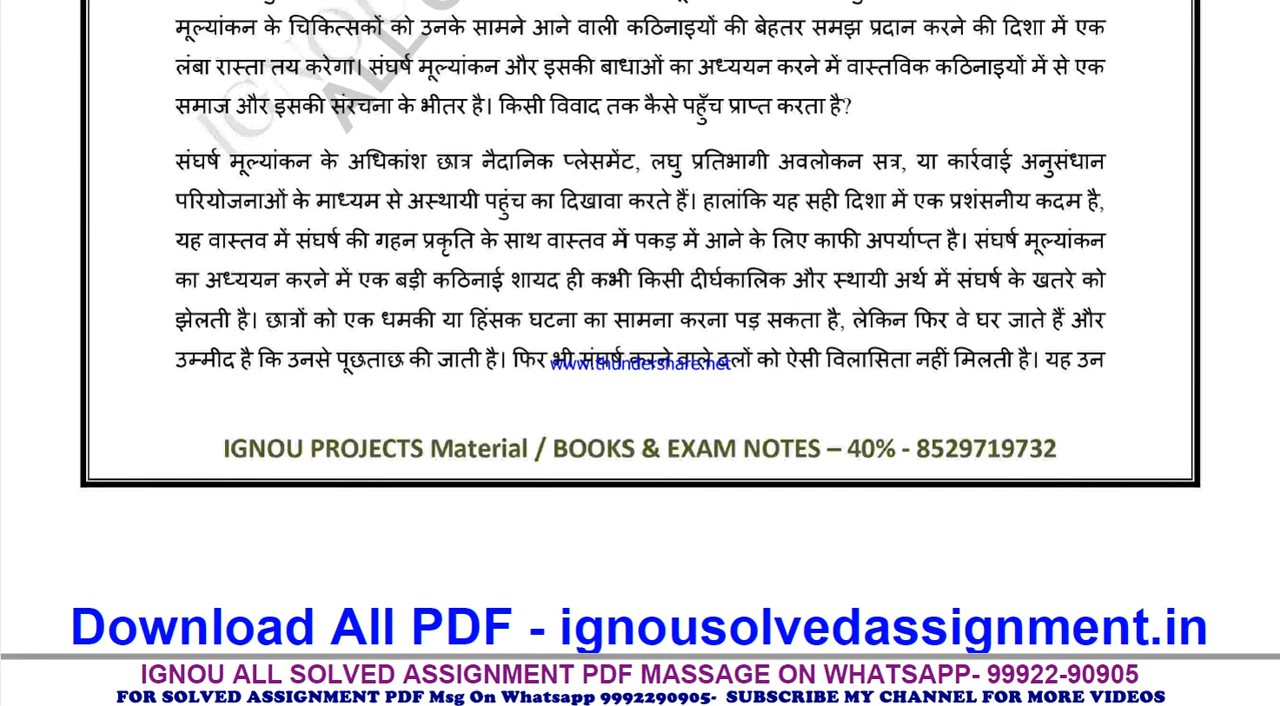 मूल्यांकन के चिकित्सकों को उनके सामने आने वाली कठिनाइयों की बेहतर समझ प्रदान करने की दिशा में एक
लंबा रास्ता तय करेगा। संघर्ष मूल्यांकन और इसकी बाधाओं का अध्ययन करने में वास्तविक कठिनाइयों में से एक
समाज और इसकी संरचना के भीतर है। किसी विवाद तक कैसे पहुँच प्राप्त करता है?
संघर्ष मूल्यांकन के अधिकांश छात्र नैदानिक प्लेसमेंट, लघु प्रतिभागी अवलोकन सत्र, या कार्रवाई अनुसंधान
परियोजनाओं के माध्यम से अस्थायी पहुंच का दिखावा करते हैं। हालांकि यह सही दिशा में एक प्रशंसनीय कदम है,
यह वास्तव में संघर्ष की गहन प्रकृति के साथ वास्तव में पकड़ में आने के लिए काफी अपर्याप्त है। संघर्ष मूल्यांकन
का अध्ययन करने में एक बड़ी कठिनाई शायद ही कभी किसी दीर्घकालिक और स्थायी अर्थ में संघर्ष के खतरे को
झेलती है। छात्रों को एक धमकी या हिंसक घटना का सामना करना पड़ सकता है, लेकिन फिर वे घर जाते हैं और
उम्मीद है कि उनसे पूछताछ की जाती है। फिर भी संघर्ष करने वाले दलों को ऐसी विलासिता नहीं मिलती है। यह उन
www.thundershare.net
IGNOU PROJECTS Material / BOOKS & EXAM NOTES – 40% - 8529719732
Download All PDF - ignousolvedassignment.in
IGNOU ALL SOLVED ASSIGNMENT PDF MASSAGE ON WHATSAPP- 99922-90905
FOR SOLVED ASSIGNMENT PDF Msg On Whatsapp 9992290905- SUBSCRIBE MY CHANNEL FOR MORE VIDEOS